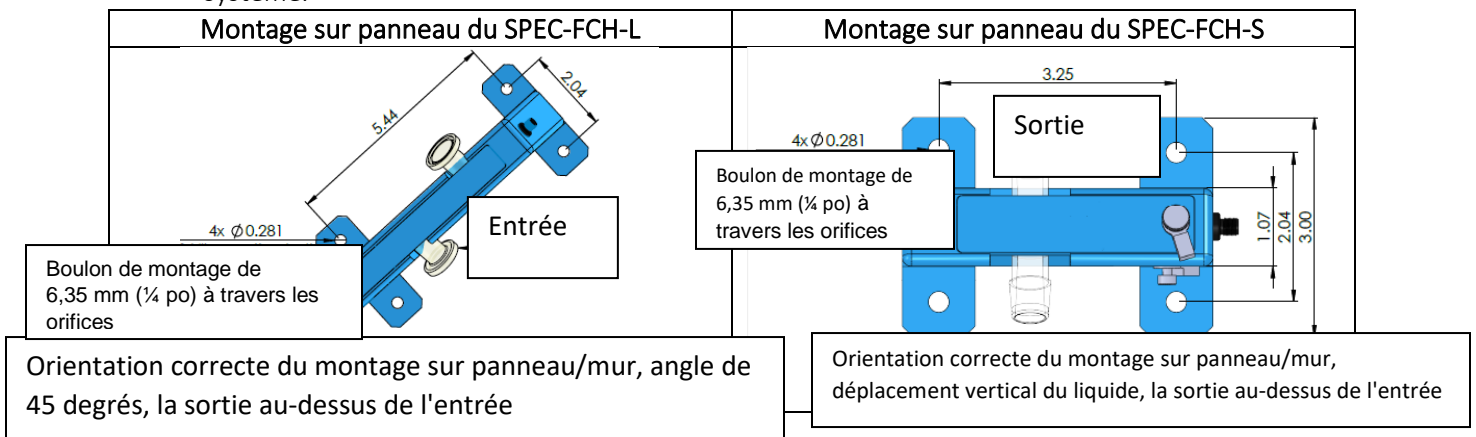 Montage sur panneau du SPEC-FCH-L
Montage sur panneau du SPEC-FCH-S
5.44
2.04
4x Ø0.281
Entrée
Boulon de montage de
6,35 mm (¼ po) à travers les
orifices
Orientation correcte du montage sur panneau/mur, angle de
45 degrés, la sortie au-dessus de l'entrée
3.25
Sortie
4x Ø0.281
Boulon de montage de
6,35 mm (¼ po) à
travers les orifices
1.07
2.04
3.00
Orientation correcte du montage sur panneau/mur,
déplacement vertical du liquide, la sortie au-dessus de l'entrée